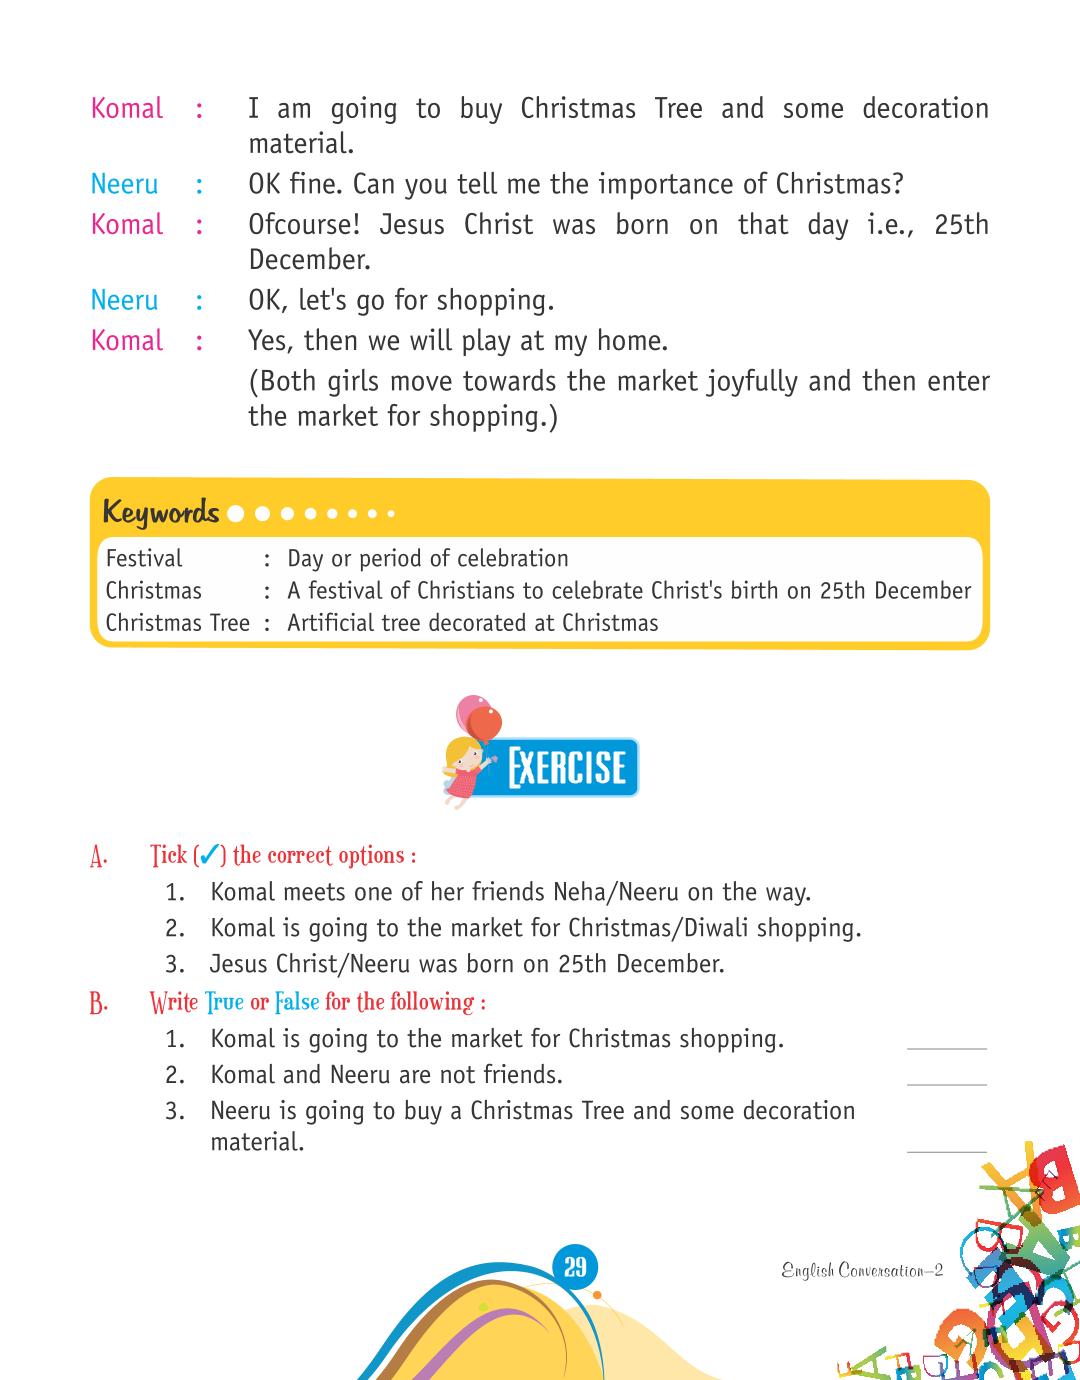 Komal : I am going to buy Christmas Tree and some decoration
material.
Neeru : OK fine. Can you tell me the importance of Christmas?
Komal : Ofcourse! Jesus Christ was born on that day i.e., 25th
December.
Neeru : OK, let's go for shopping.
Komal : Yes, then we will play at my home.
(Both girls move towards the market joyfully and then enter
the market for shopping.)
Keywords
Festival : Day or period of celebration
Christmas : A festival of Christians to celebrate Christ's birth on 25th December
Christmas Tree : Artificial tree decorated at Christmas
EXERCISE
A. Tick (✓) the correct options :
1. Komal meets one of her friends Neha/Neeru on the way.
2. Komal is going to the market for Christmas/Diwali shopping.
3. Jesus Christ/Neeru was born on 25th December.
B. Write True or False for the following :
1. Komal is going to the market for Christmas shopping. ______
2. Komal and Neeru are not friends. ______
3. Neeru is going to buy a Christmas Tree and some decoration
material. ______
29
English Conversation–2